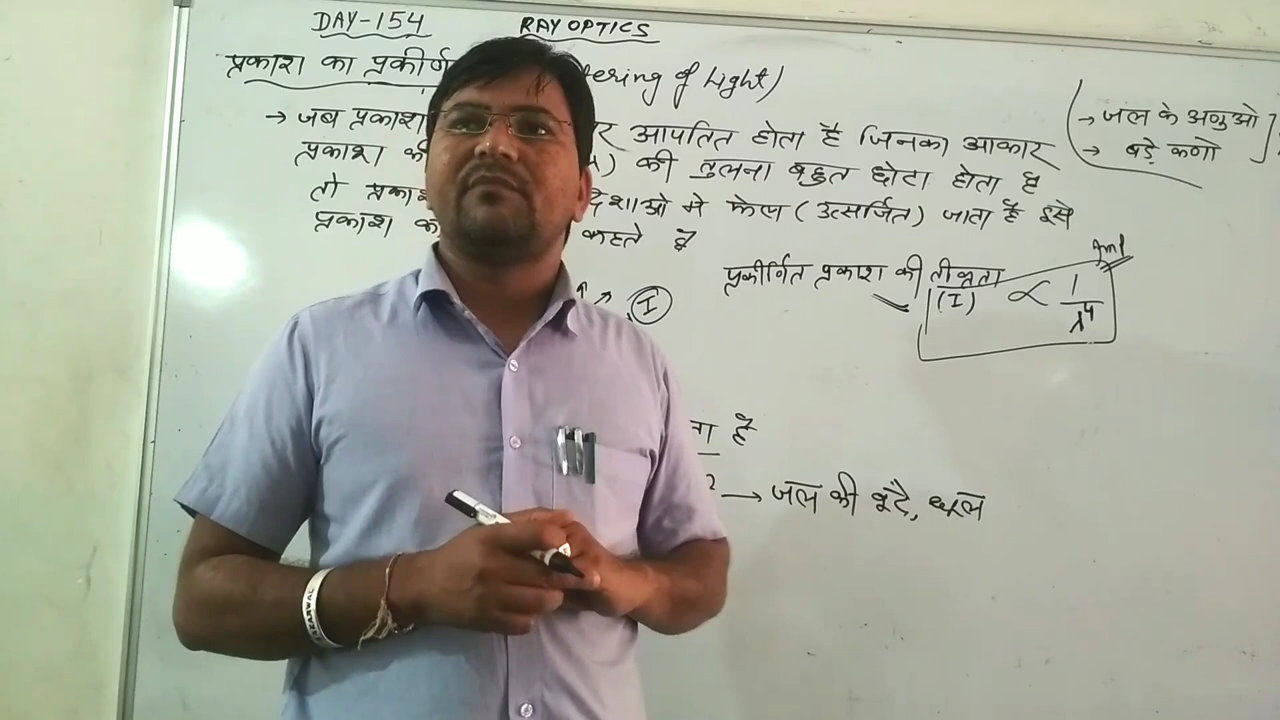 DAY-154 RAY OPTICS
प्रकाश का प्रकीर्ण ering of Light)
→ जब प्रकाश र आपतित होता है जिनका आकार
प्रकाश की ) की तुलना बहुत छोटा होता है
तो प्रकाश देशाओ मे फेल (उत्सर्जित) जाता है इसे
प्रकाश क कहते है
→ जल के अणुओ
→ बड़े कणो
प्रकीर्णित प्रकाश की तीव्रता
(I) ∝ 1/λ⁴
I
ना है
2 → जल की बूंदे, धूल